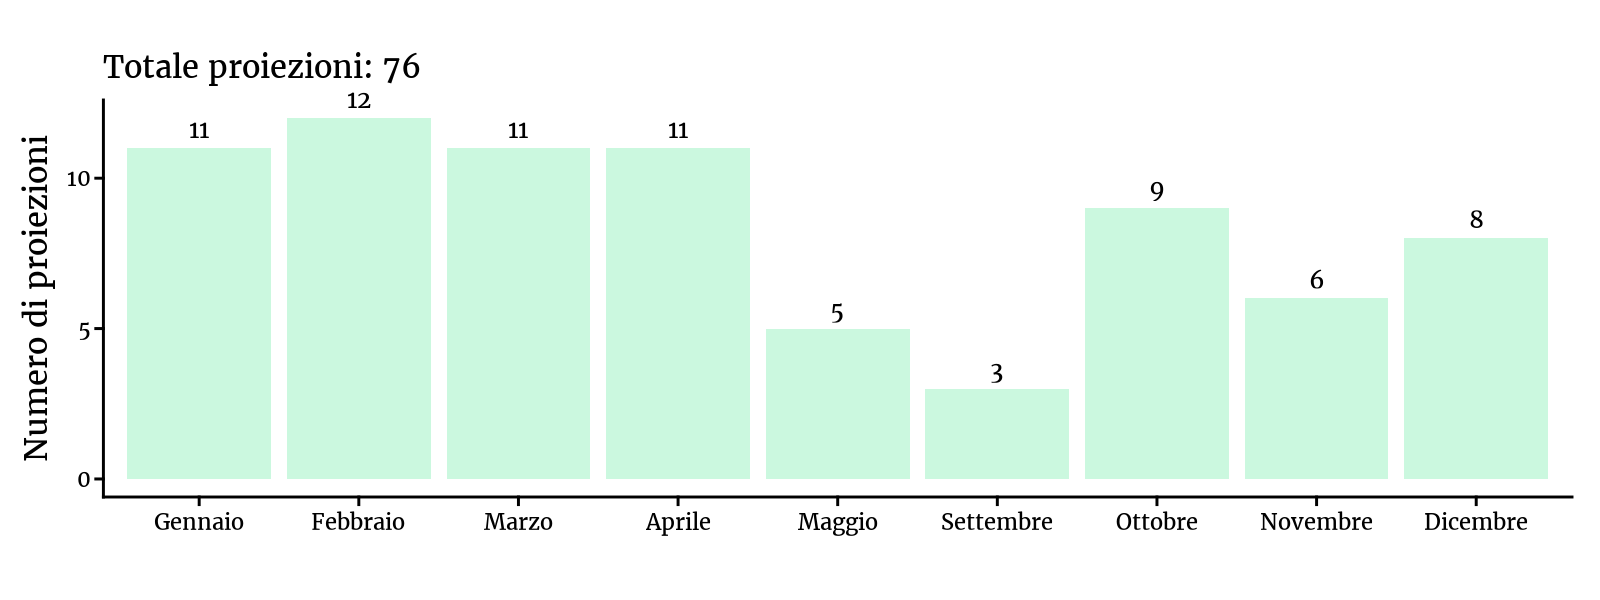 Totale proiezioni: 76
Numero di proiezioni
10
5
0
11
12
11
11
5
3
9
6
8
Gennaio
Febbraio
Marzo
Aprile
Maggio
Settembre
Ottobre
Novembre
Dicembre